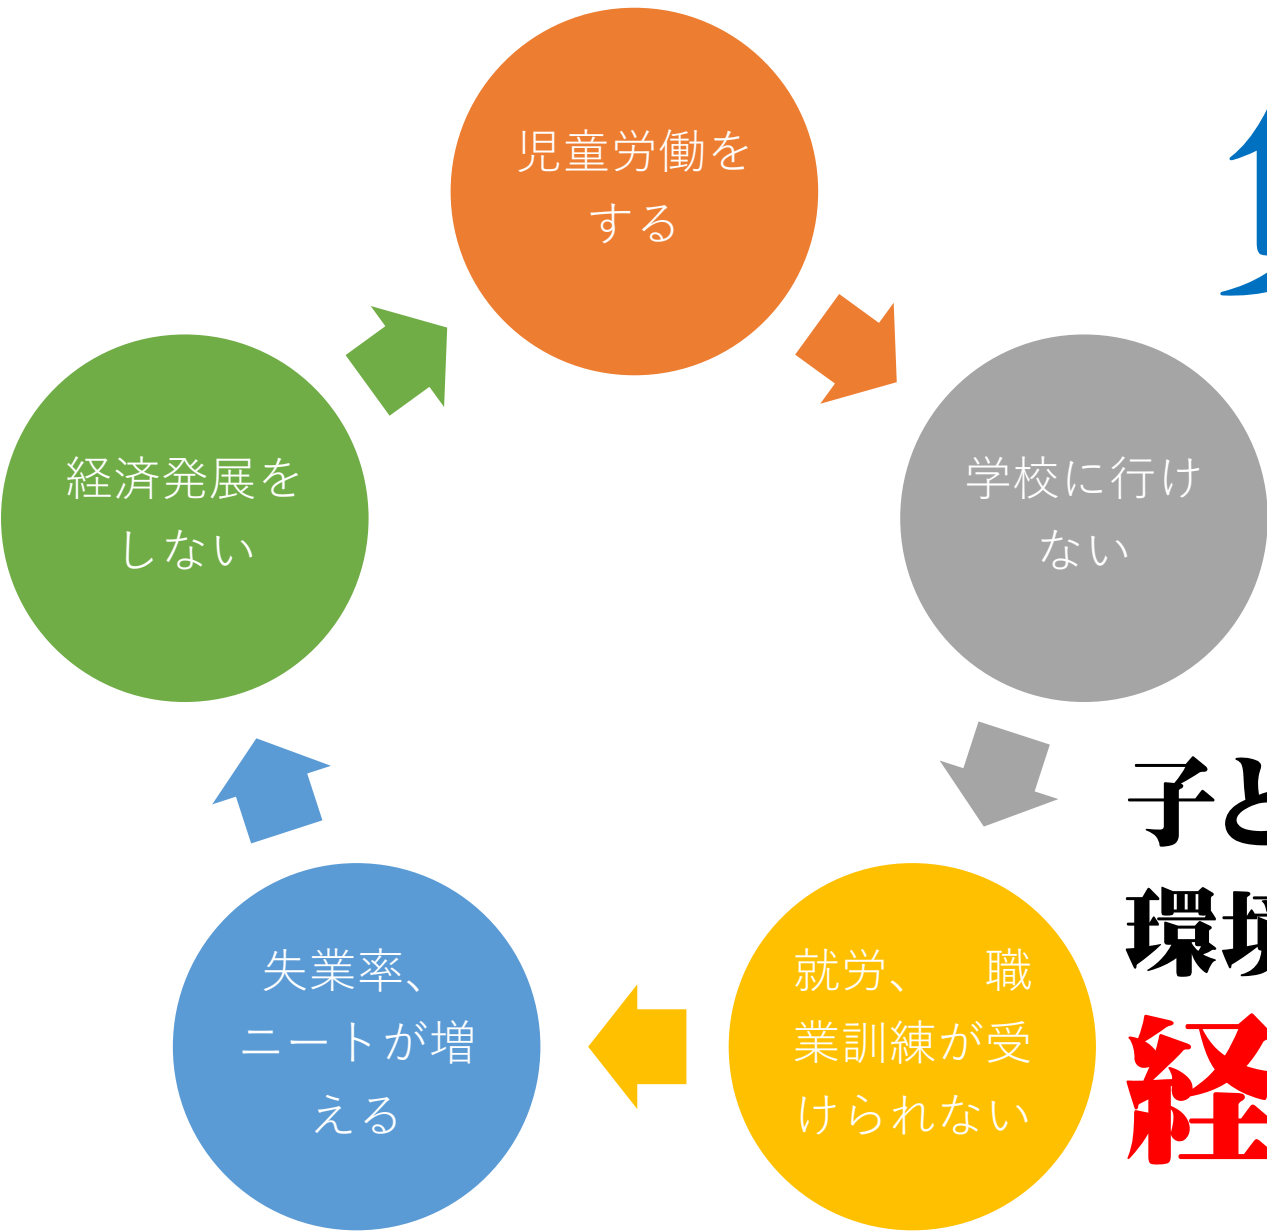 児童労働を
する
学校に行け
ない
就労、　職
業訓練が受
けられない
失業率、
ニートが増
える
経済発展を
しない
子と
環境
経